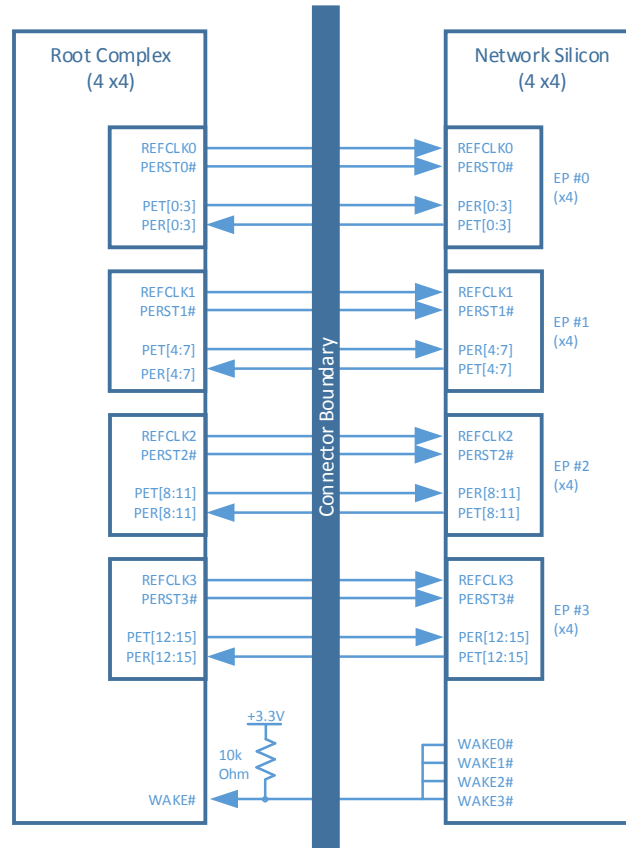 Root Complex
(4 x4)
REFCLK0
PERST0#
PET[0:3]
PER[0:3]
REFCLK1
PERST1#
PET[4:7]
PER[4:7]
REFCLK2
PERST2#
PET[8:11]
PER[8:11]
REFCLK3
PERST3#
PET[12:15]
PER[12:15]
+3.3V
10k
Ohm
WAKE#
Connector Boundary
Network Silicon
(4 x4)
REFCLK0
PERST0#
PER[0:3]
PET[0:3]
EP #0
(x4)
REFCLK1
PERST1#
PER[4:7]
PET[4:7]
EP #1
(x4)
REFCLK2
PERST2#
PER[8:11]
PET[8:11]
EP #2
(x4)
REFCLK3
PERST3#
PER[12:15]
PET[12:15]
EP #3
(x4)
WAKE0#
WAKE1#
WAKE2#
WAKE3#